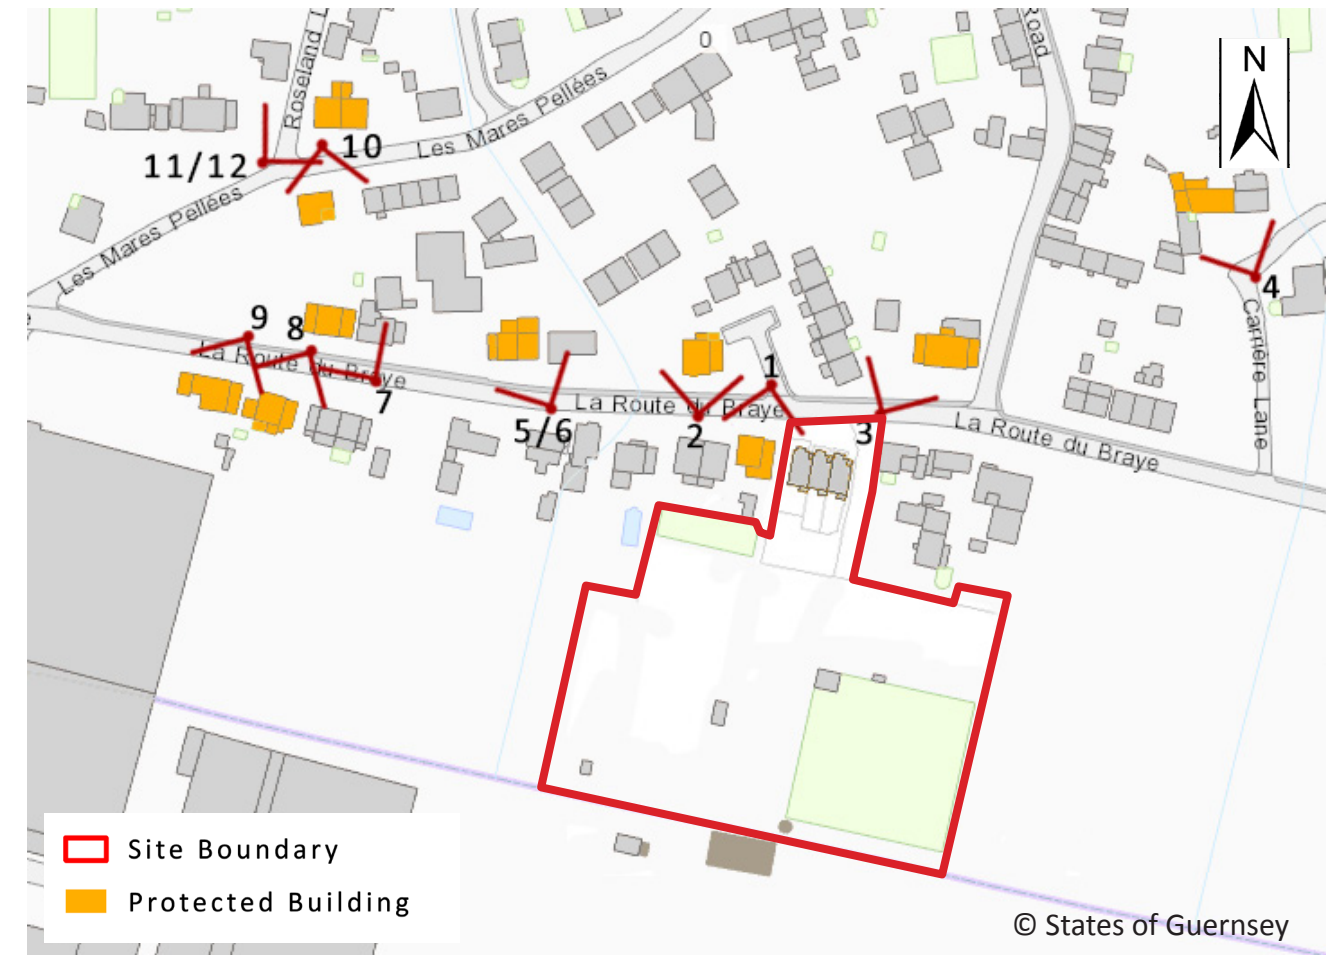 0
Road
N
Roseland L
10
Les Mares Pellées
11/12
Les Mares Pellées
4
9
8
La Route du Braye
7
Carrière Lane
1
La Route du Braye
5/6
2
3
La Route du Braye
e
Site Boundary
Protected Building
© States of Guernsey